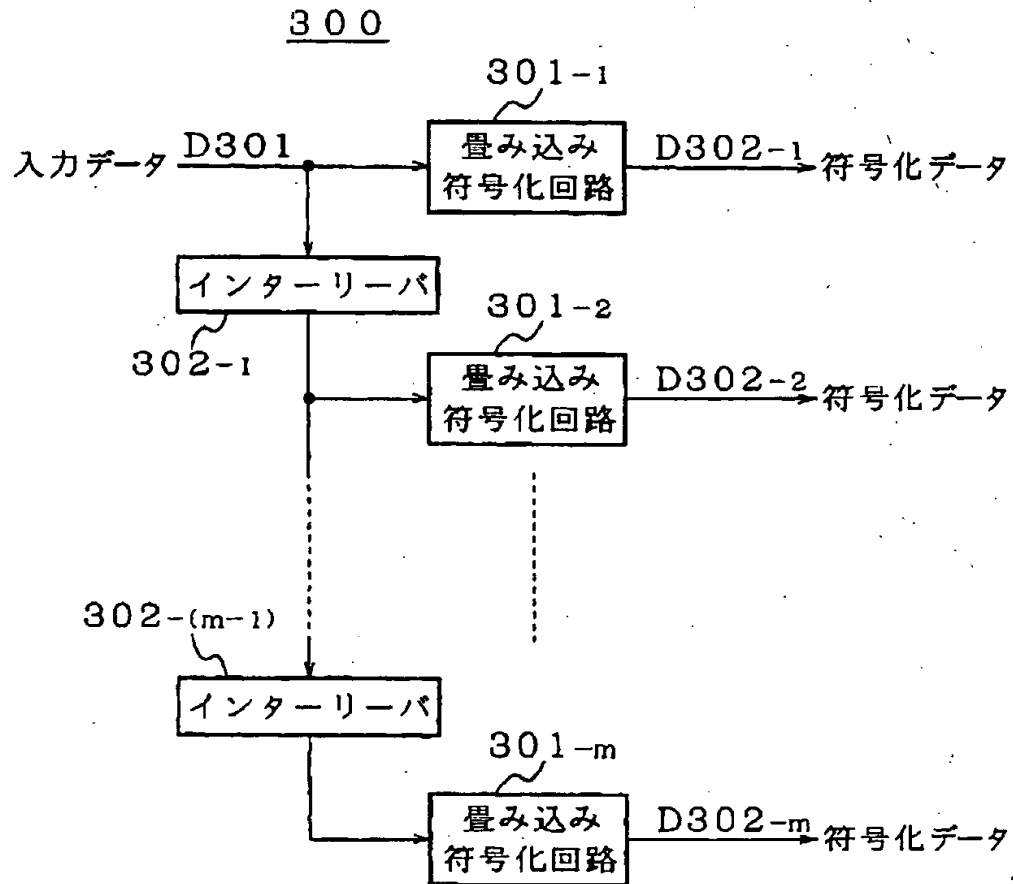 300
301-1
入力データ
D301
畳み込み
符号化回路
D302-1
符号化データ
インターリーバ
302-1
301-2
畳み込み
符号化回路
D302-2
符号化データ
302-(m-1)
インターリーバ
301-m
畳み込み
符号化回路
D302-m
符号化データ